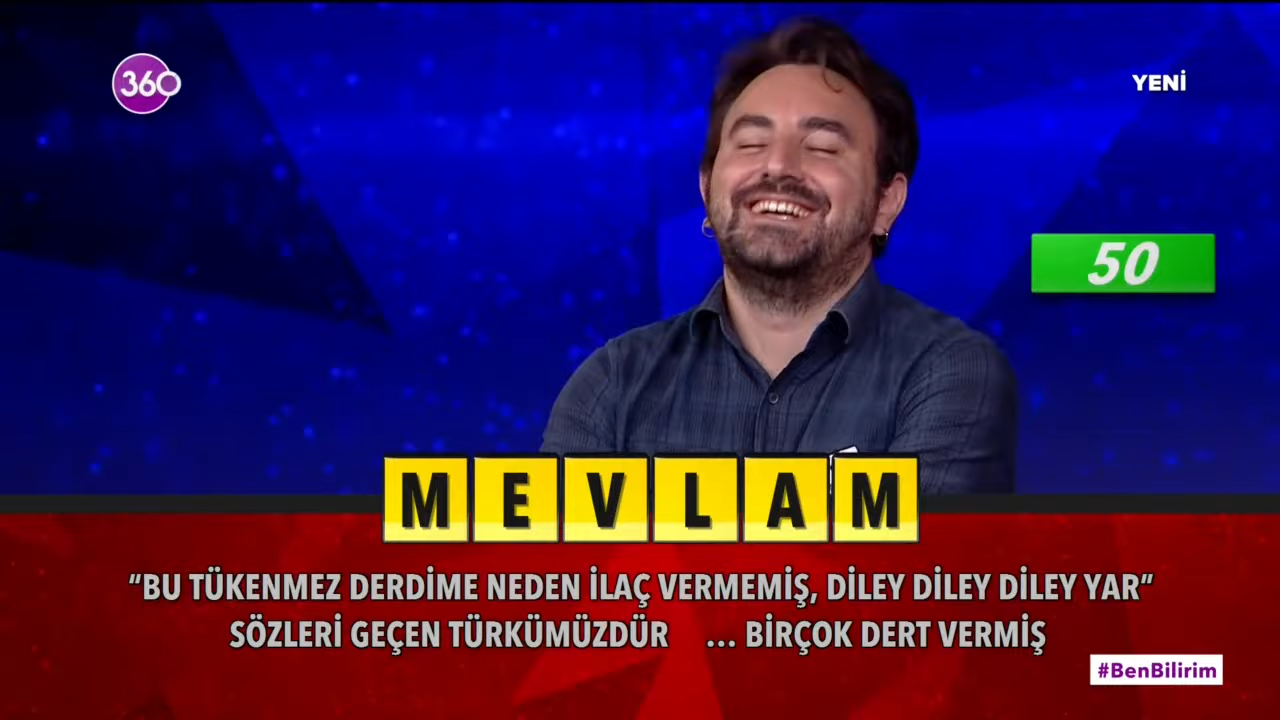 360
YENİ
50
MEVLAM
“BU TÜKENMEZ DERDİME NEDEN İLAÇ VERMEMİŞ, DİLEY DİLEY DİLEY YAR“
SÖZLERİ GEÇEN TÜRKÜMÜZDÜR ... BİRÇOK DERT VERMİŞ
#BenBilirim